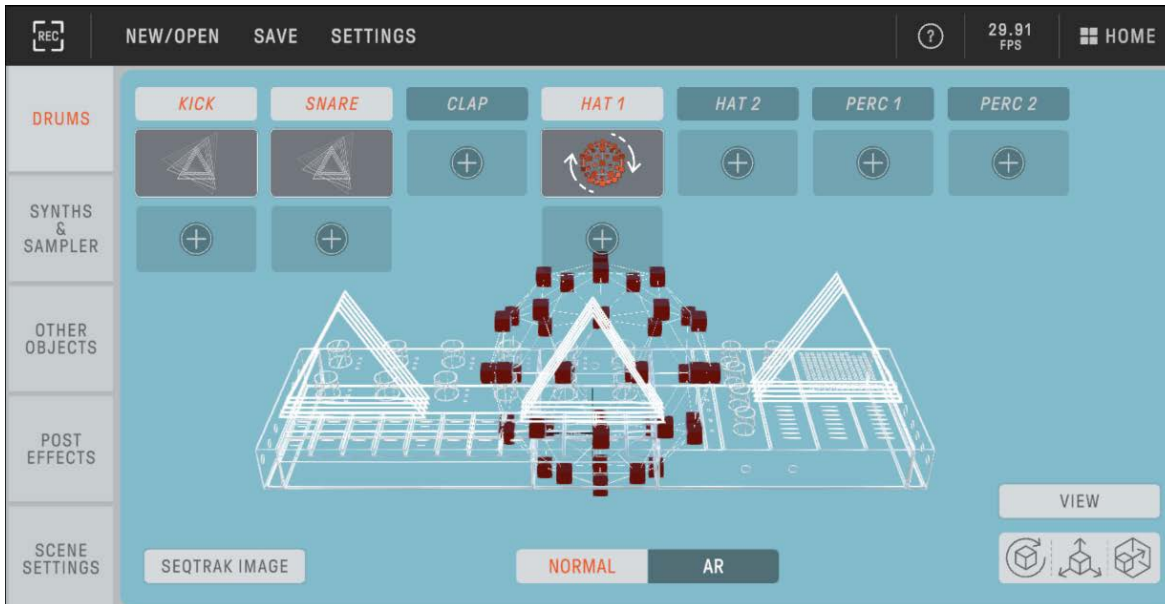 REC
NEW/OPEN
SAVE
SETTINGS
?
29.91
FPS
HOME
DRUMS
SYNTHS
&
SAMPLER
OTHER
OBJECTS
POST
EFFECTS
SCENE
SETTINGS
KICK
SNARE
CLAP
HAT 1
HAT 2
PERC 1
PERC 2
SEQTRAK IMAGE
NORMAL
AR
VIEW